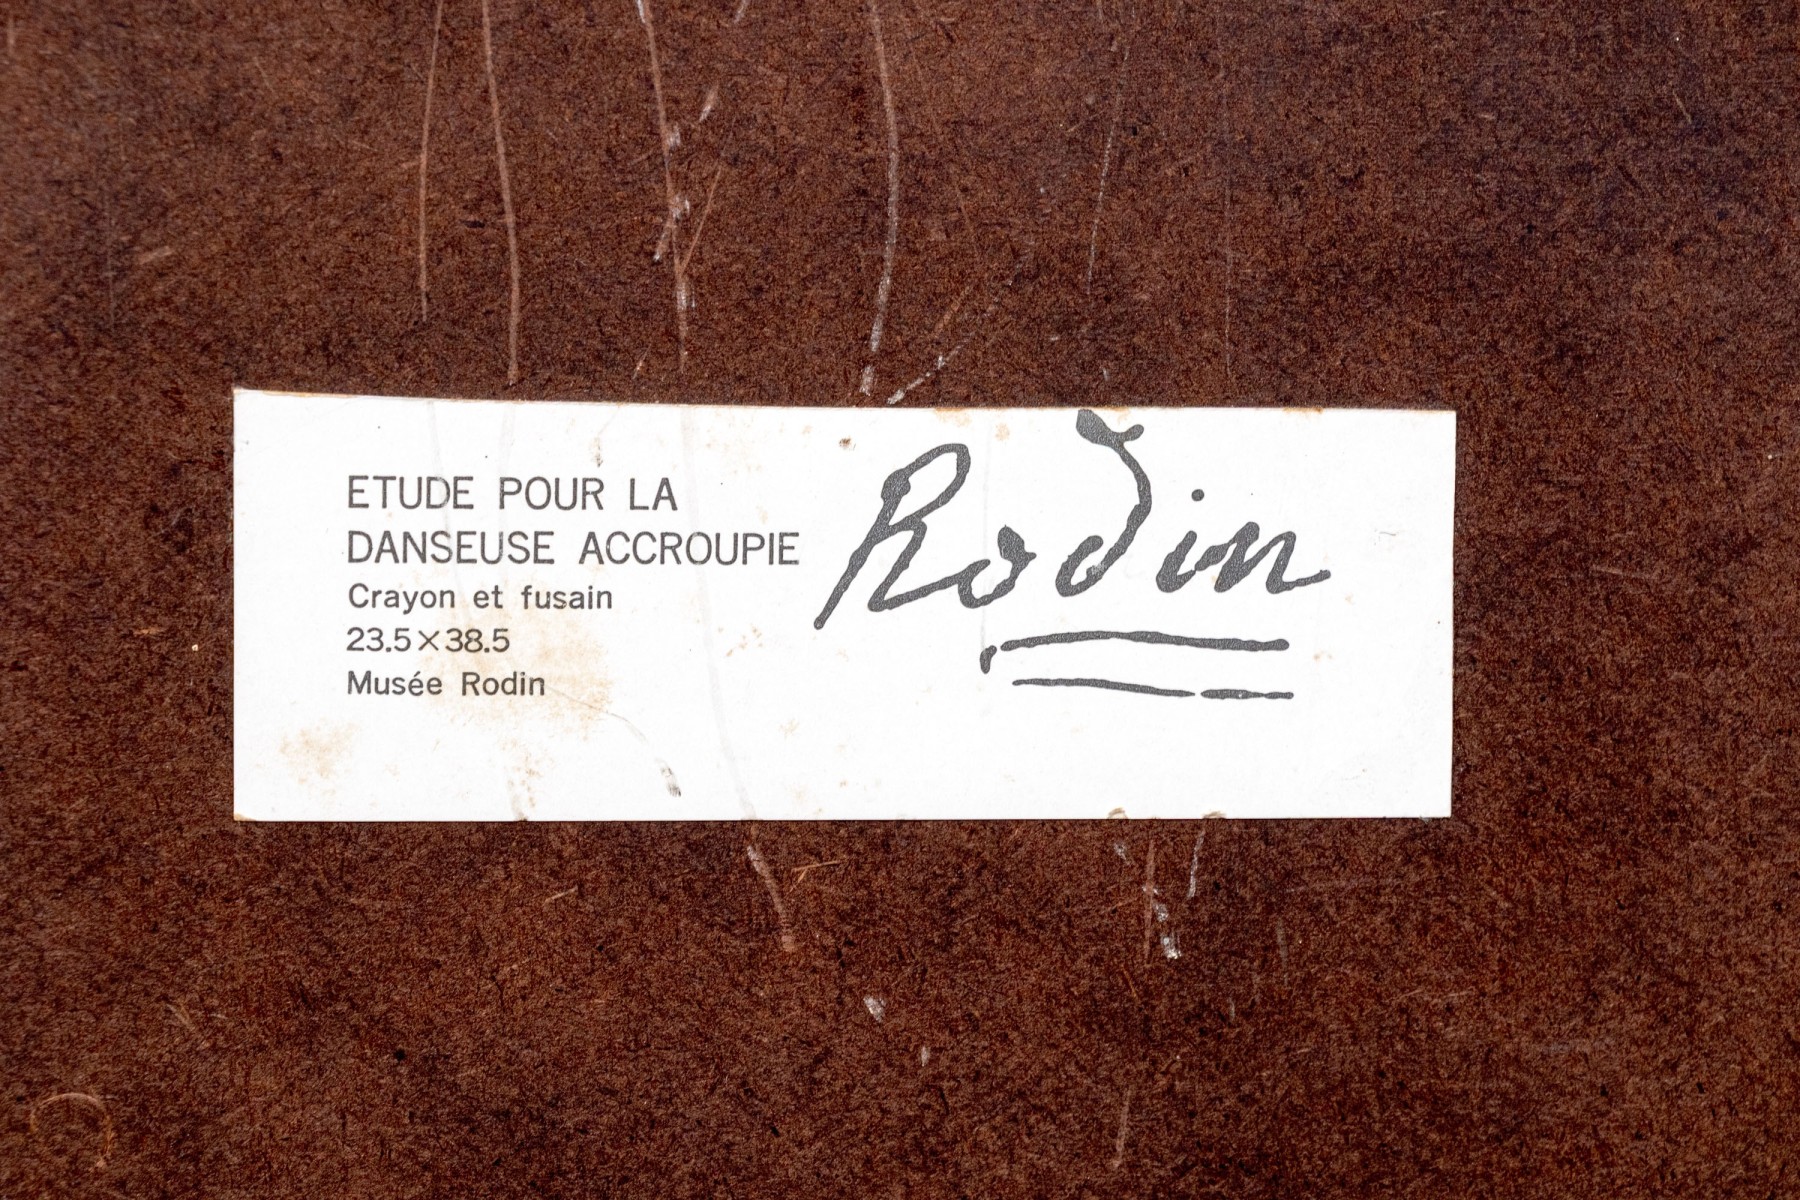 ETUDE POUR LA
DANSEUSE ACCROUPIE
Crayon et fusain
23.5×38.5
Musée Rodin
Rodin